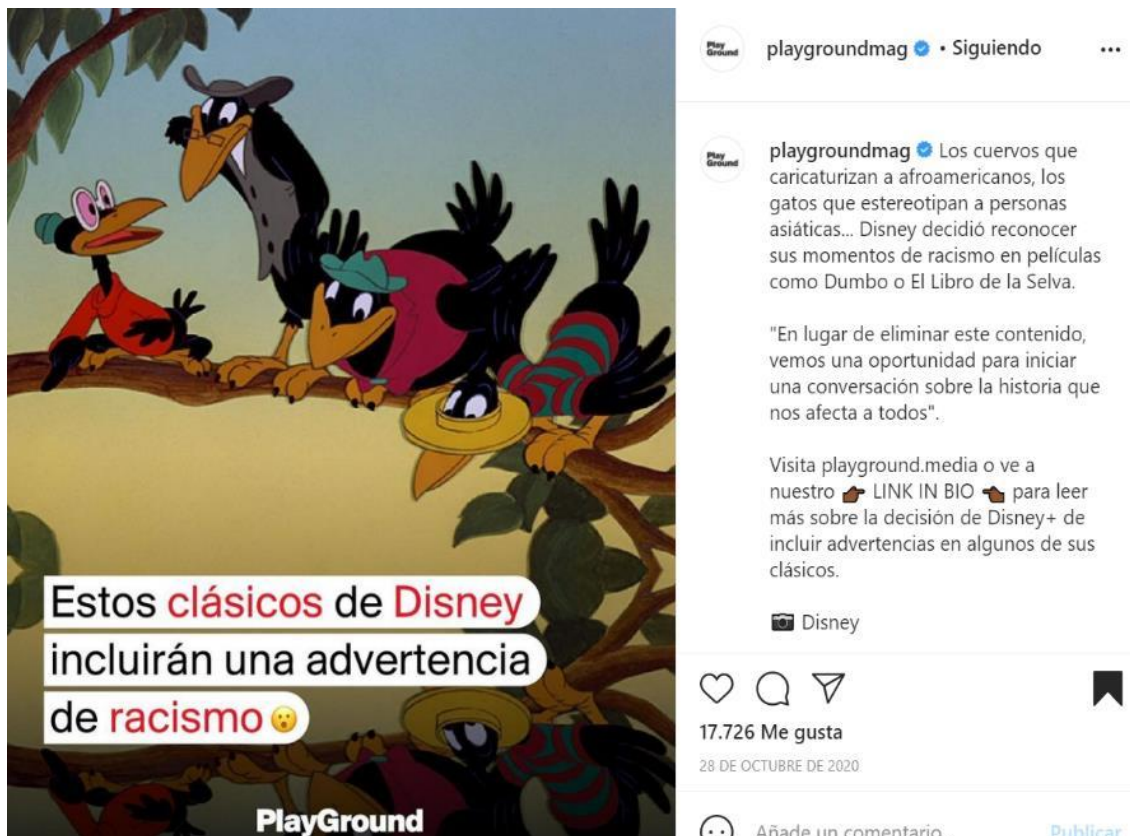 Estos clásicos de Disney
incluirán una advertencia
de racismo
PlayGround
Play
Ground
playgroundmag • Siguiendo
Play
Ground
playgroundmag Los cuervos que
caricaturizan a afroamericanos, los
gatos que estereotipan a personas
asiáticas... Disney decidió reconocer
sus momentos de racismo en películas
como Dumbo o El Libro de la Selva.
"En lugar de eliminar este contenido,
vemos una oportunidad para iniciar
una conversación sobre la historia que
nos afecta a todos".
Visita playground.media o ve a
nuestro 👉🏾 LINK IN BIO 👈🏾 para leer
más sobre la decisión de Disney+ de
incluir advertencias en algunos de sus
clásicos.
📷 Disney
17.726 Me gusta
28 DE OCTUBRE DE 2020
Añade un comentario
Publicar